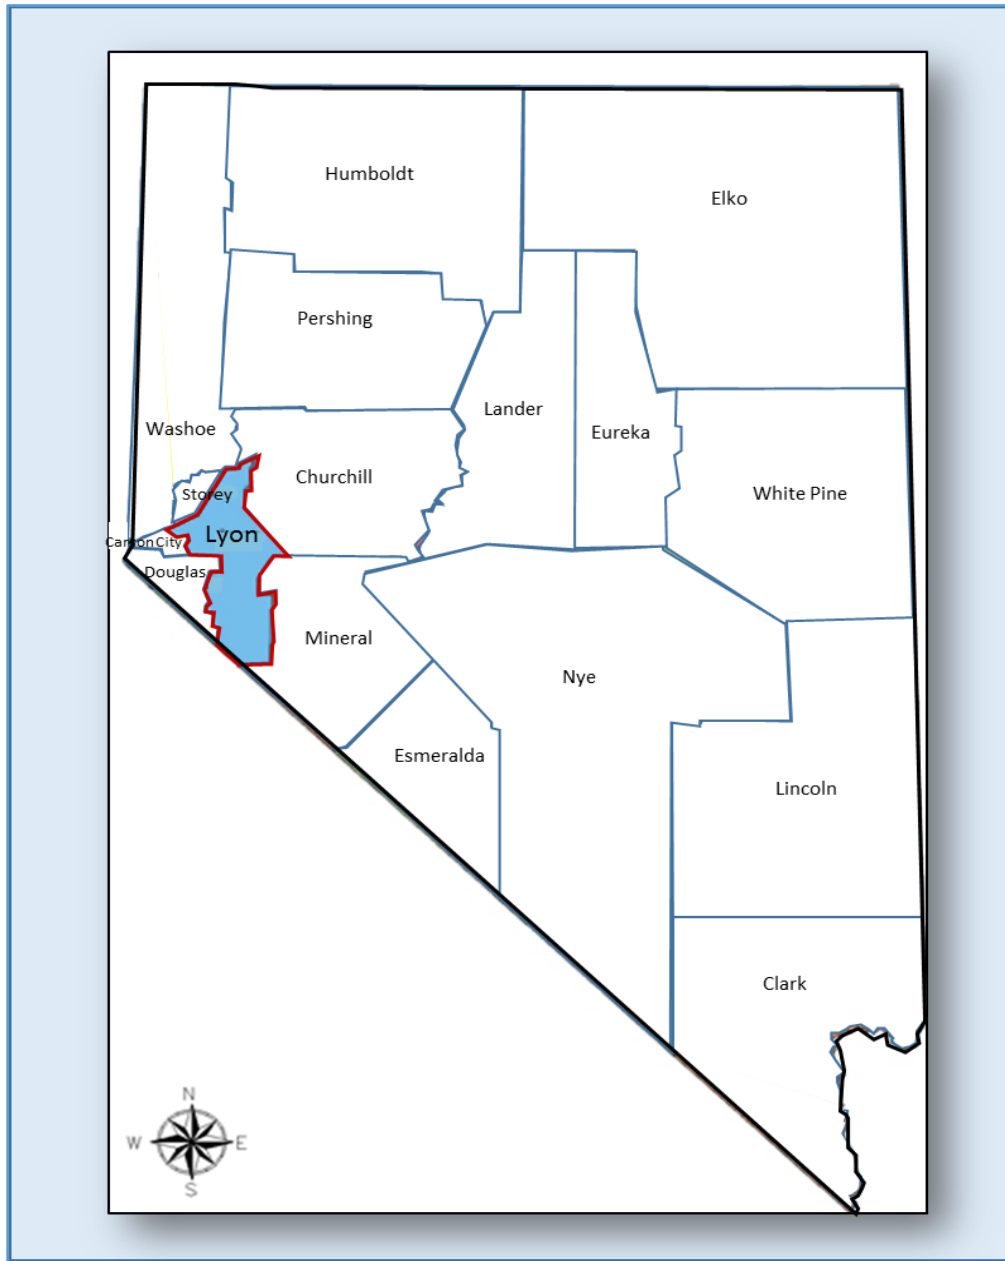 Humboldt
Elko
Pershing
Lander
Washoe
Eureka
Churchill
Storey
White Pine
Lyon
Carson City
Douglas
Mineral
Nye
Esmeralda
Lincoln
Clark
N
W E
S